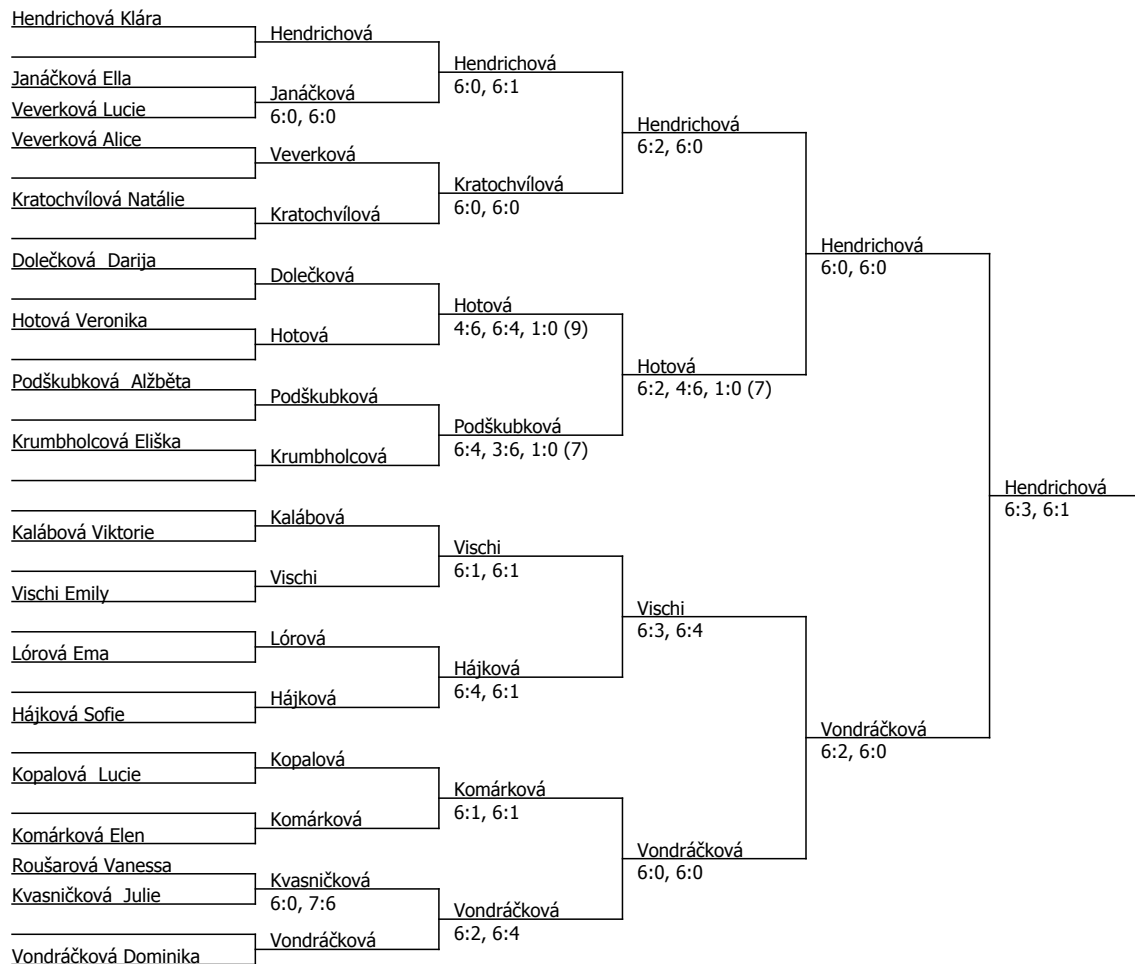 Hendrichová Klára
Hendrichová
Hendrichová
6:0, 6:1
Janáčková Ella
Janáčková
6:0, 6:0
Veverková Lucie
Hendrichová
6:2, 6:0
Veverková Alice
Veverková
Kratochvílová
6:0, 6:0
Kratochvílová Natálie
Kratochvílová
Hendrichová
6:0, 6:0
Dolečková Darija
Dolečková
Hotová
4:6, 6:4, 1:0 (9)
Hotová Veronika
Hotová
Hotová
6:2, 4:6, 1:0 (7)
Podškubková Alžběta
Podškubková
Podškubková
6:4, 3:6, 1:0 (7)
Krumbholcová Eliška
Krumbholcová
Hendrichová
6:3, 6:1
Kalábová
Kalábová Viktorie
Vischi
6:1, 6:1
Vischi
Vischi Emily
Vischi
6:3, 6:4
Lórová
Lórová Ema
Hájková
6:4, 6:1
Hájková
Hájková Sofie
Vondráčková
6:2, 6:0
Kopalová
Kopalová Lucie
Komárková
6:1, 6:1
Komárková
Komárková Elen
Vondráčková
6:0, 6:0
Roušarová Vanessa
Kvasničková
6:0, 7:6
Kvasničková Julie
Vondráčková
6:2, 6:4
Vondráčková
Vondráčková Dominika